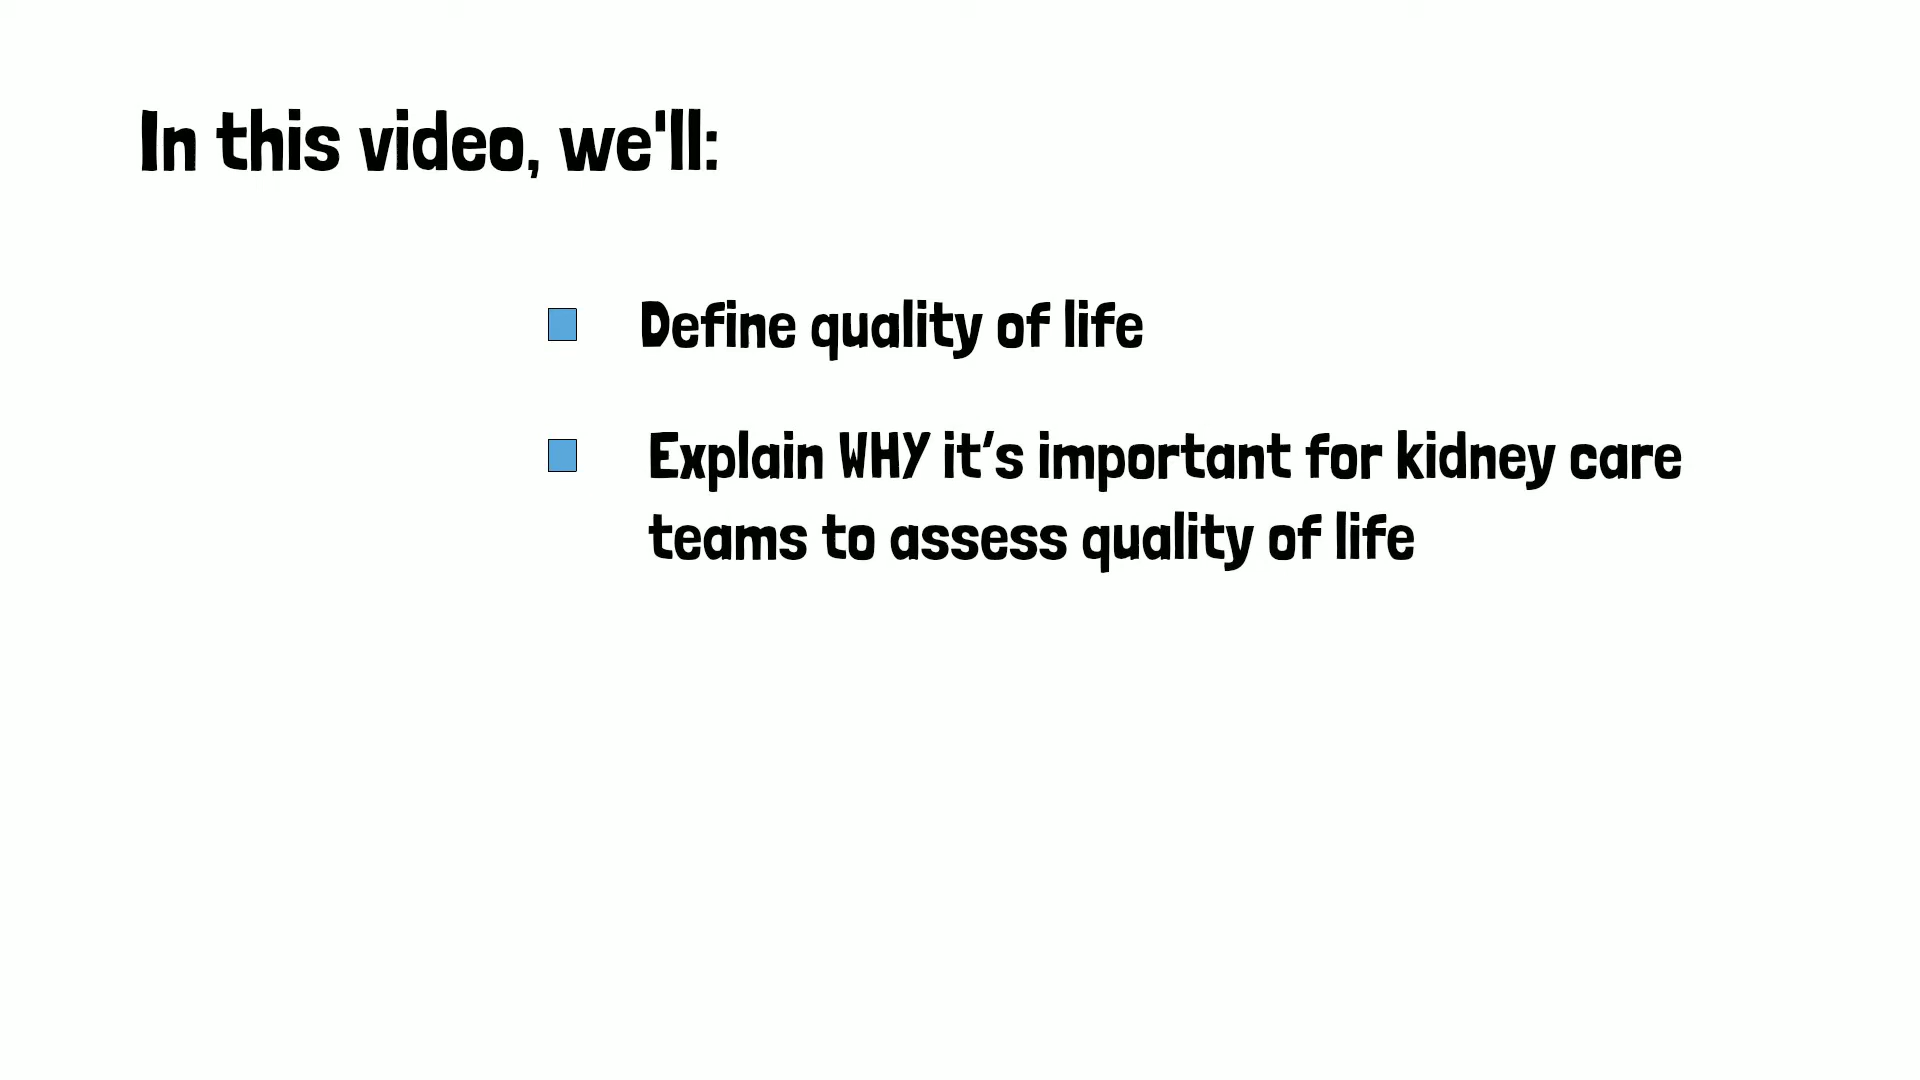 In this video, we'll:
Define quality of life
Explain WHY it's important for kidney care
teams to assess quality of life